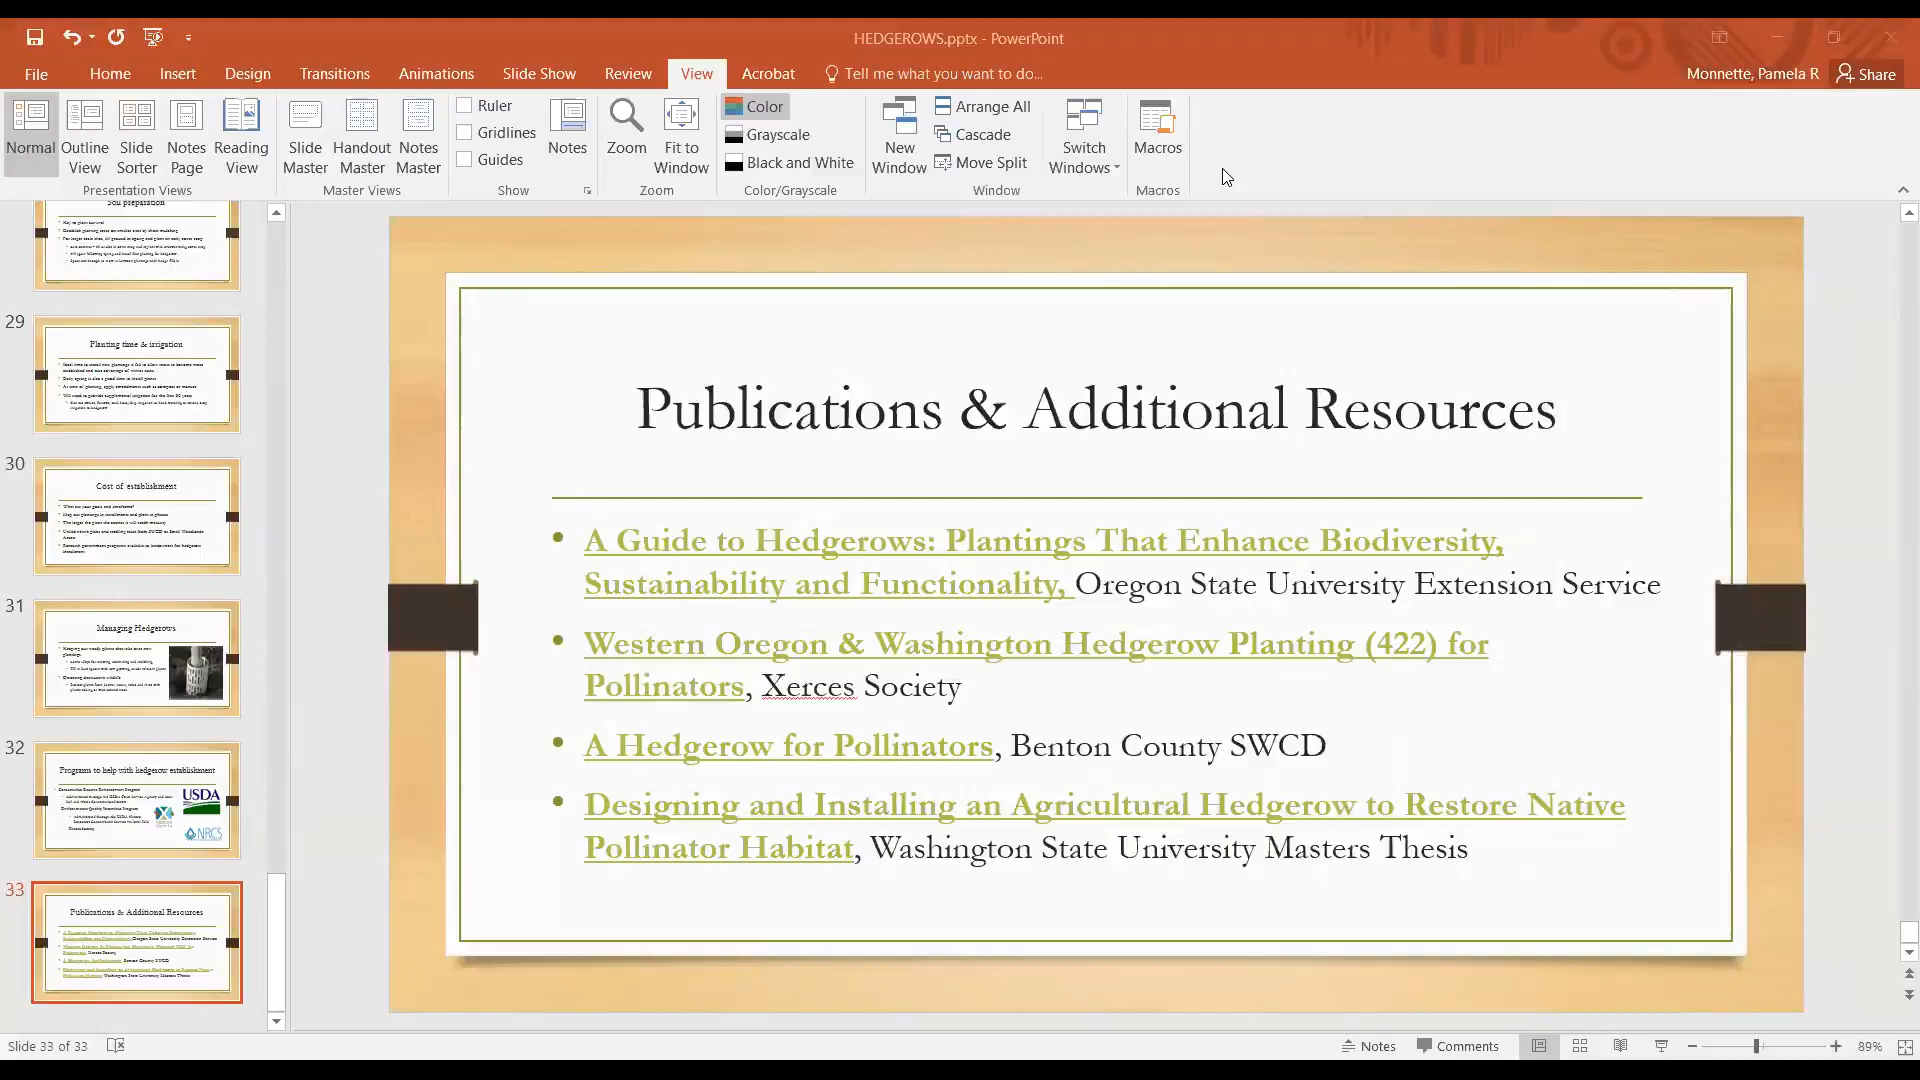 HEDGEROWS.pptx - PowerPoint
File Home Insert Design Transitions Animations Slide Show Review View Acrobat Tell me what you want to do... Monnette, Pamela R Share
Normal
Outline View
Slide Sorter
Notes Page
Reading View
Presentation Views
Slide Master
Handout Master
Notes Master
Master Views
Ruler
Gridlines
Guides
Notes
Show
Zoom
Fit to Window
Zoom
Color
Grayscale
Black and White
Color/Grayscale
New Window
Arrange All
Cascade
Move Split
Switch Windows
Window
Macros
Macros
Soil preparation
29
Planting time & irrigation
30
Cost of establishment
31
Managing Hedgerows
32
Programs to help with hedgerow establishment
USDA
NRCS
33
Publications & Additional Resources
Publications & Additional Resources
• A Guide to Hedgerows: Plantings That Enhance Biodiversity,
Sustainability and Functionality, Oregon State University Extension Service
• Western Oregon & Washington Hedgerow Planting (422) for
Pollinators, Xerces Society
• A Hedgerow for Pollinators, Benton County SWCD
• Designing and Installing an Agricultural Hedgerow to Restore Native
Pollinator Habitat, Washington State University Masters Thesis
Slide 33 of 33 Notes Comments 89%